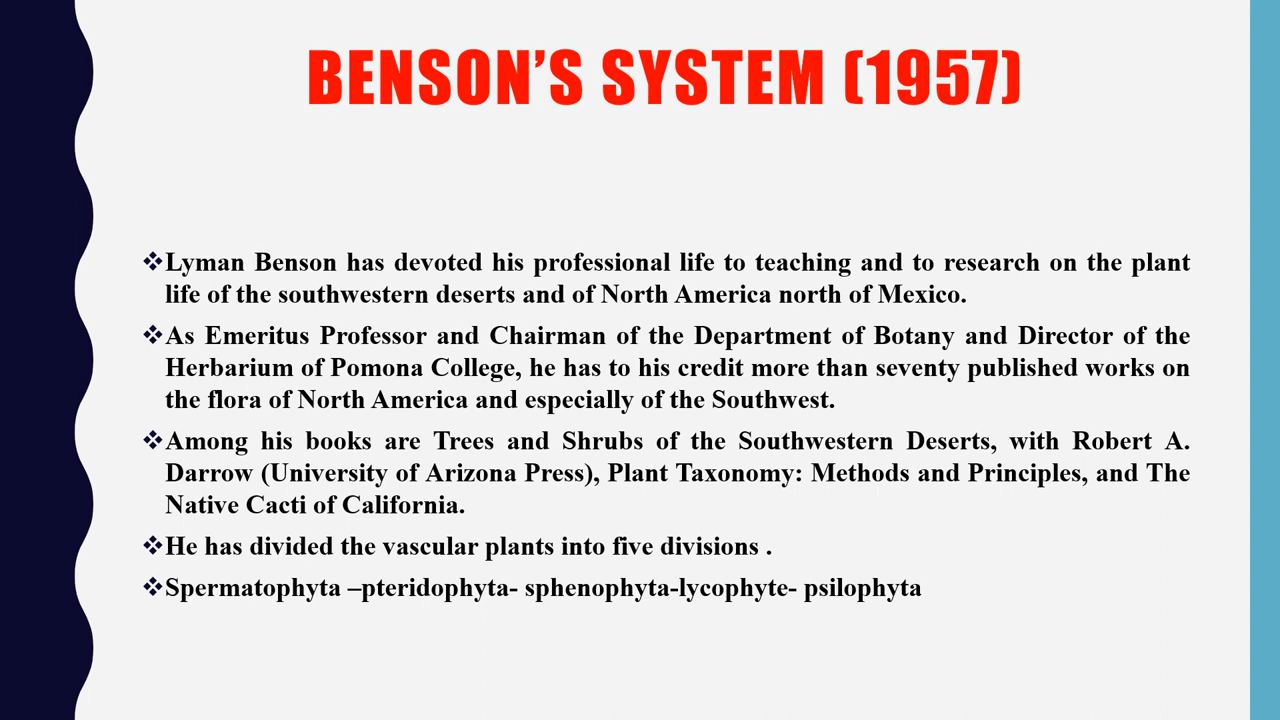 BENSON’S SYSTEM (1957)
❖Lyman Benson has devoted his professional life to teaching and to research on the plant
life of the southwestern deserts and of North America north of Mexico.
❖As Emeritus Professor and Chairman of the Department of Botany and Director of the
Herbarium of Pomona College, he has to his credit more than seventy published works on
the flora of North America and especially of the Southwest.
❖Among his books are Trees and Shrubs of the Southwestern Deserts, with Robert A.
Darrow (University of Arizona Press), Plant Taxonomy: Methods and Principles, and The
Native Cacti of California.
❖He has divided the vascular plants into five divisions .
❖Spermatophyta –pteridophyta- sphenophyta-lycophyte- psilophyta